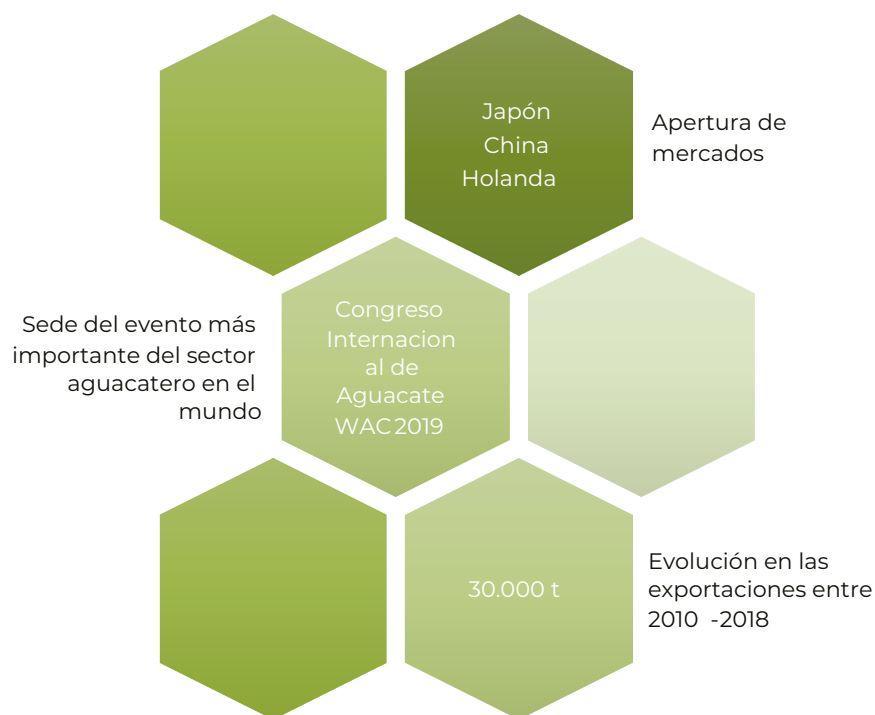 Japón
China
Holanda
Apertura de
mercados
Sede del evento más
importante del sector
aguacatero en el
mundo
Congreso
Internacion
al de
Aguacate
WAC 2019
30.000 t
Evolución en las
exportaciones entre
2010 -2018